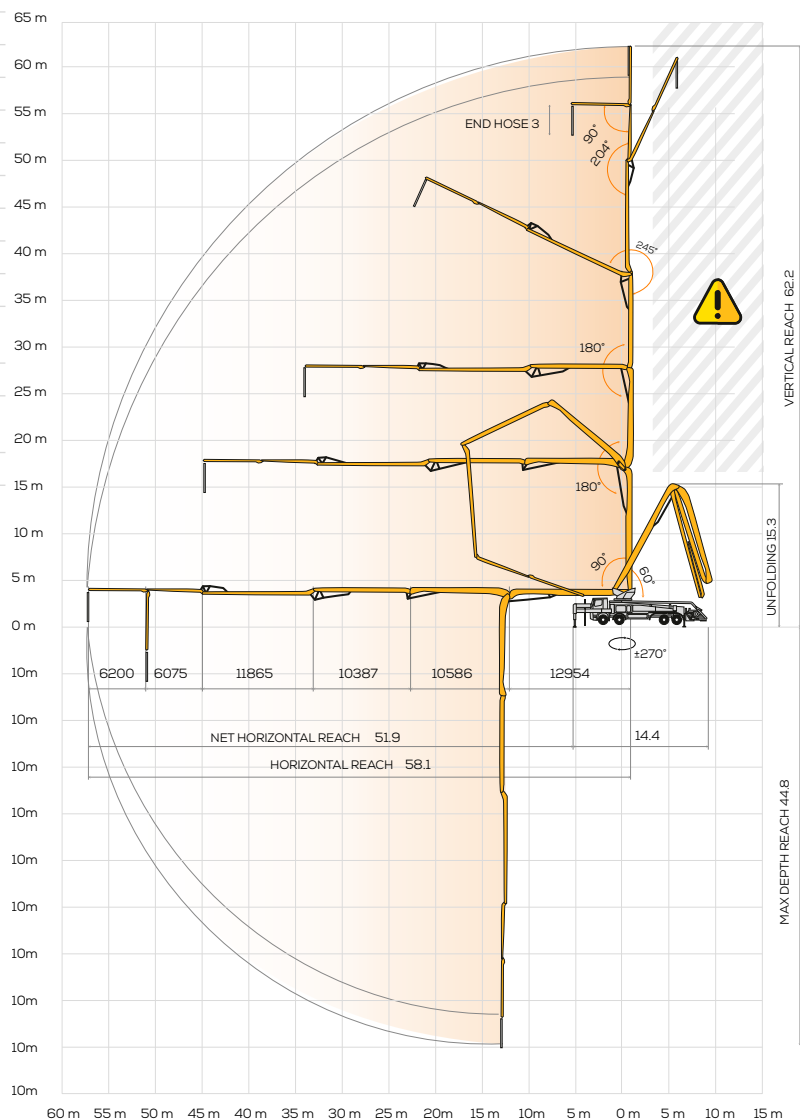 65 m
60 m
55 m
50 m
45 m
40 m
35 m
30 m
25 m
20 m
15 m
10 m
5 m
0 m
10m
10m
10m
10m
10m
10m
10m
10m
10m
10m
END HOSE 3
90°
204°
245°
180°
180°
90°
60°
±270°
VERTICAL REACH 62.2
UNFOLDING 15.3
MAX DEPTH REACH 44.8
6200 6075 11865 10387 10586 12954
NET HORIZONTAL REACH 51.9
14.4
HORIZONTAL REACH 58.1
60 m 55 m 50 m 45 m 40 m 35 m 30 m 25 m 20m 15 m 10m 5 m 0 m 5 m 10 m 15 m